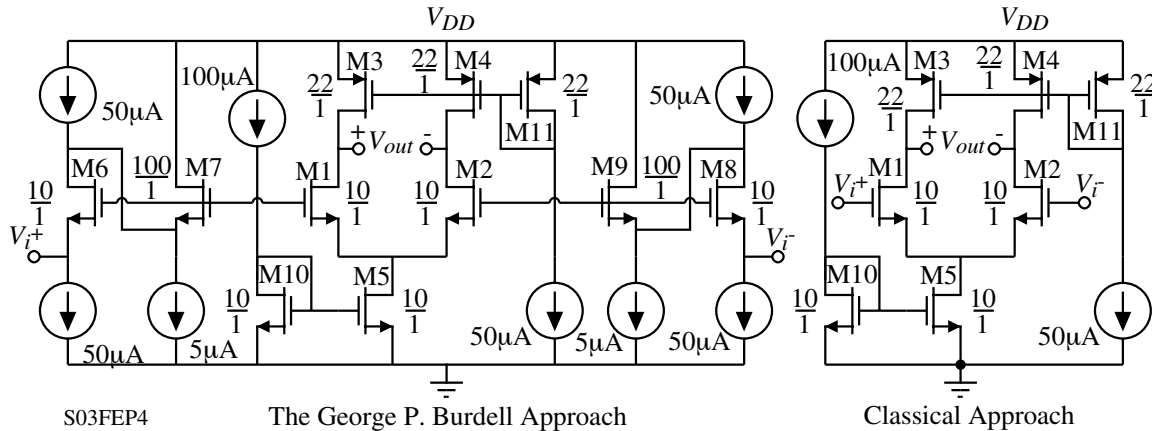 V_DD V_DD
M3 22/1 M4 M3 22/1 M4
100µA 100µA
50µA 22/1 22/1 50µA 22/1 22/1
M11 M11
+ V_out - + V_out -
M6 100/1 M7 M1 M2 M9 100/1 M8 M1 M2
10/1 10/1 10/1 10/1 V_i+ 10/1 10/1 V_i-
V_i+ V_i-
M10 M5 M10 M5
10/1 10/1 10/1 10/1
50µA 5µA 50µA 5µA 50µA 50µA
S03FEP4 The George P. Burdell Approach Classical Approach